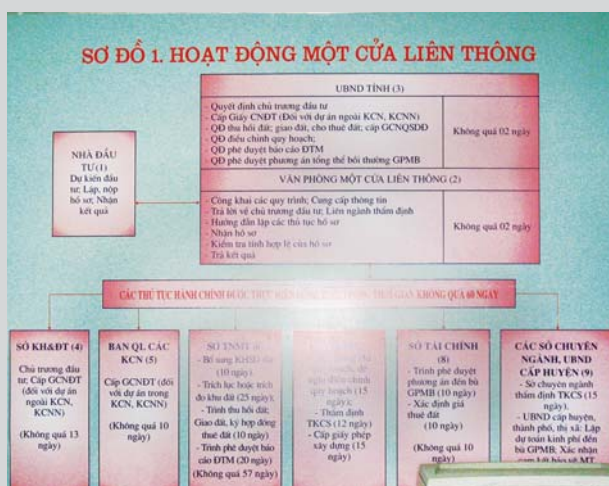 SƠ ĐỒ 1. HOẠT ĐỘNG MỘT CỬA LIÊN THÔNG
UBND TỈNH (3)
- Quyết định chủ trương đầu tư
- Cấp Giấy CNĐT (Đối với dự án ngoài KCN, KCNN)
- QĐ thu hồi đất; giao đất, cho thuê đất; cấp GCNQSDĐ
- QĐ điều chỉnh quy hoạch;
- QĐ phê duyệt báo cáo ĐTM
- QĐ phê duyệt phương án tổng thể bồi thường GPMB
Không quá 02 ngày
NHÀ ĐẦU
TƯ (1)
Dự kiến đầu
tư; Lập, nộp
hồ sơ; Nhận
kết quả
VĂN PHÒNG MỘT CỬA LIÊN THÔNG (2)
- Công khai các quy trình; Cung cấp thông tin
- Trả lời về chủ trương đầu tư; Liên ngành thẩm định
- Hướng dẫn lập các thủ tục hồ sơ
- Nhận hồ sơ
- Kiểm tra tính hợp lệ của hồ sơ
- Trả kết quả
Không quá 02 ngày
CÁC THỦ TỤC HÀNH CHÍNH ĐƯỢC THỜI GIAN KHÔNG QUÁ 60 NGÀY
SỞ KH&ĐT (4)
Chủ trương đầu
tư; Cấp GCNĐT
(đối với dự án
ngoài KCN,
KCNN)
(Không quá 13
ngày)
BAN QL CÁC
KCN (5)
Cấp GCNĐT (đối
với dự án trong
KCN, KCNN)
(Không quá 10
ngày)
SỞ TNMT
- Bổ sung KHSD
(10 ngày)
- Trích lục hoặc trích
đo khu đất (25 ngày);
- Trình thu hồi đất;
Giao đất, ký hợp đồng
thuê đất (10 ngày)
- Trình phê duyệt báo
cáo ĐTM (20 ngày)
(Không quá 57 ngày)
điều chỉnh
quy hoạch (15
ngày);
- Thẩm định
TKCS (12 ngày)
- Cấp giấy phép
xây dựng (15
ngày)
SỞ TÀI CHÍNH
(8)
- Trình phê duyệt
phương án đền bù
GPMB (10 ngày)
- Xác định giá
thuê đất
(10 ngày)
(Không quá 10
ngày)
CÁC SỞ CHUYÊN
NGÀNH, UBND
CẤP HUYỆN (9)
- Sở chuyên ngành
thẩm định TKCS (15
ngày).
- UBND cấp huyện,
thành phố, thị xã: Lập
dự toán kinh phí đền
bù GPMB; Xác nhận
cam kết bảo vệ MT